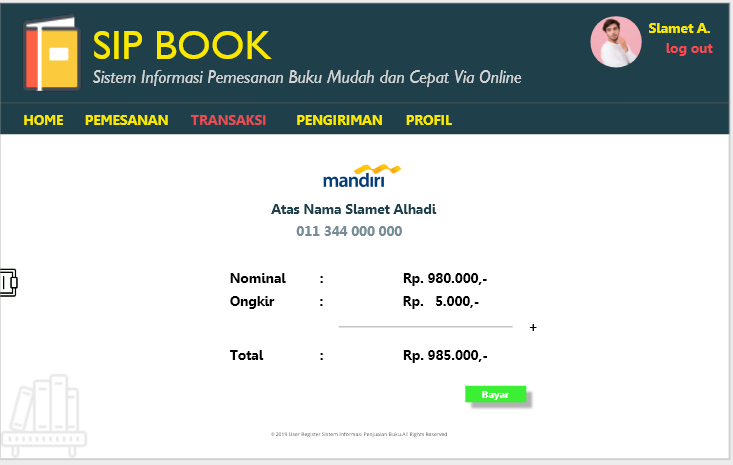 SIP BOOK
Sistem Informasi Pemesanan Buku Mudah dan Cepat Via Online
Slamet A.
log out
HOME PEMESANAN TRANSAKSI PENGIRIMAN PROFIL
mandiri
Atas Nama Slamet Alhadi
011 344 000 000
Nominal : Rp. 980.000,-
Ongkir : Rp. 5.000,-
+
Total : Rp. 985.000,-
Bayar
© 2019 User Register Sistem Informasi Penjualan Buku.All Rights Reserved